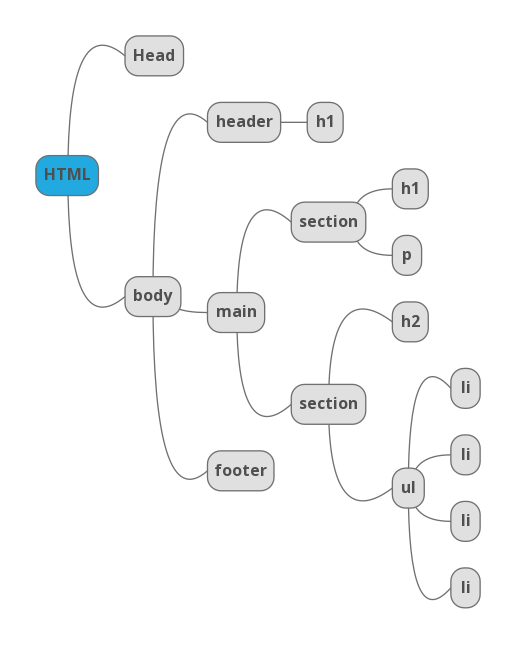 Head
header
h1
HTML
h1
section
p
body
main
h2
section
li
li
footer
ul
li
li